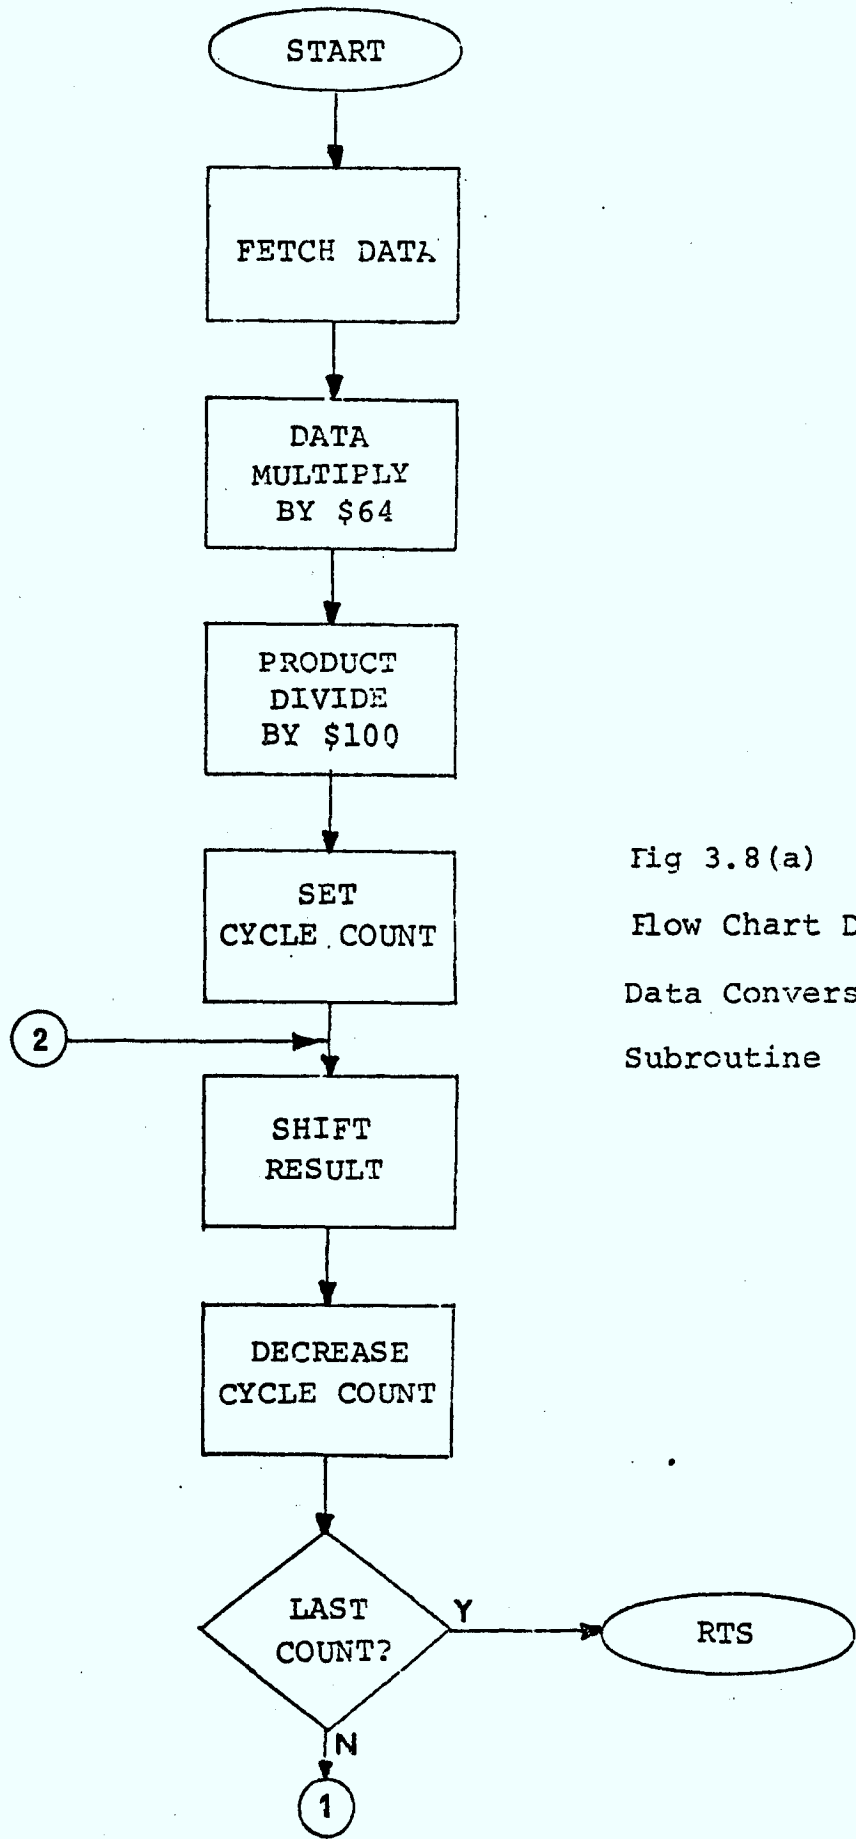 START
FETCH DATA
DATA
MULTIPLY
BY $64
PRODUCT
DIVIDE
BY $100
SET
CYCLE COUNT
Fig 3.8(a)
Flow Chart D
Data Convers
Subroutine
2
SHIFT
RESULT
DECREASE
CYCLE COUNT
LAST
COUNT?
Y
RTS
N
1